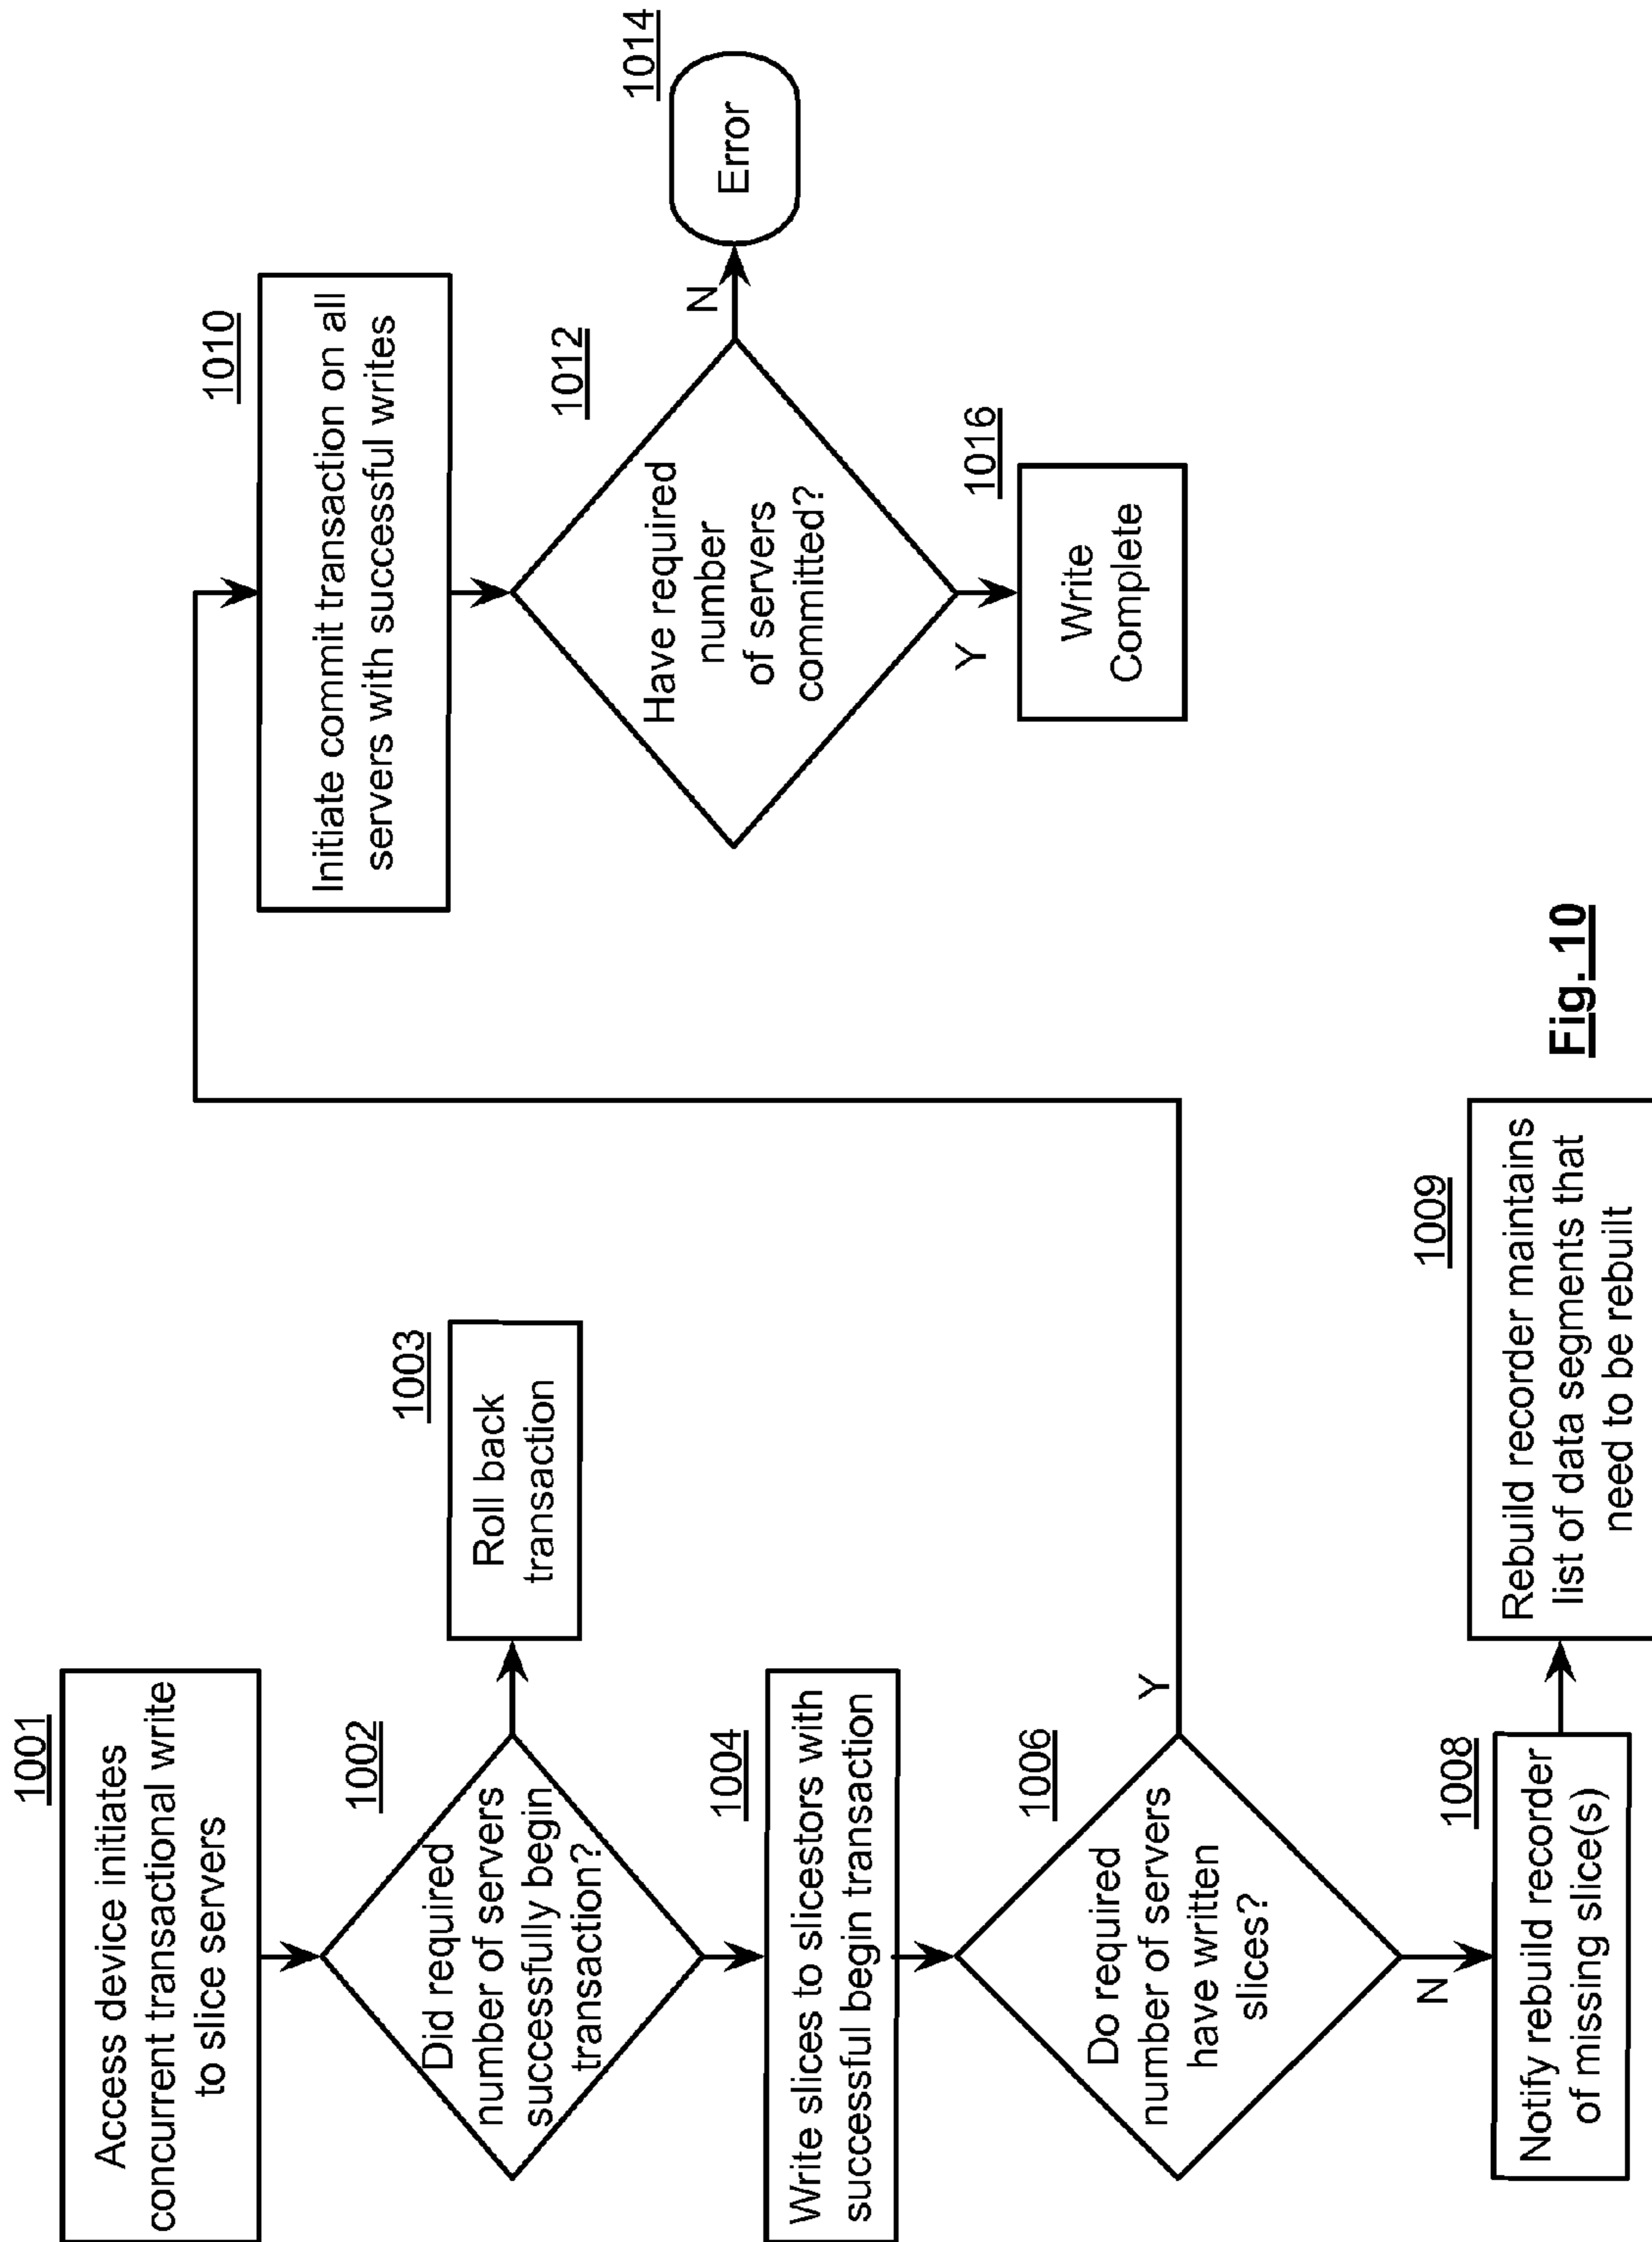 1001
Access device initiates
concurrent transactional write
to slice servers
1002
Did required
number of servers
successfully begin
transaction?
1003
Roll back
transaction
1004
Write slices to slicestors with
successful begin transaction
1006
Do required
number of servers
have written
slices?
Y
N
1008
Notify rebuild recorder
of missing slice(s)
1009
Rebuild recorder maintains
list of data segments that
need to be rebuilt
1010
Initiate commit transaction on all
servers with successful writes
1012
Have required
number
of servers
committed?
N
1014
Error
Y
1016
Write
Complete
Fig. 10